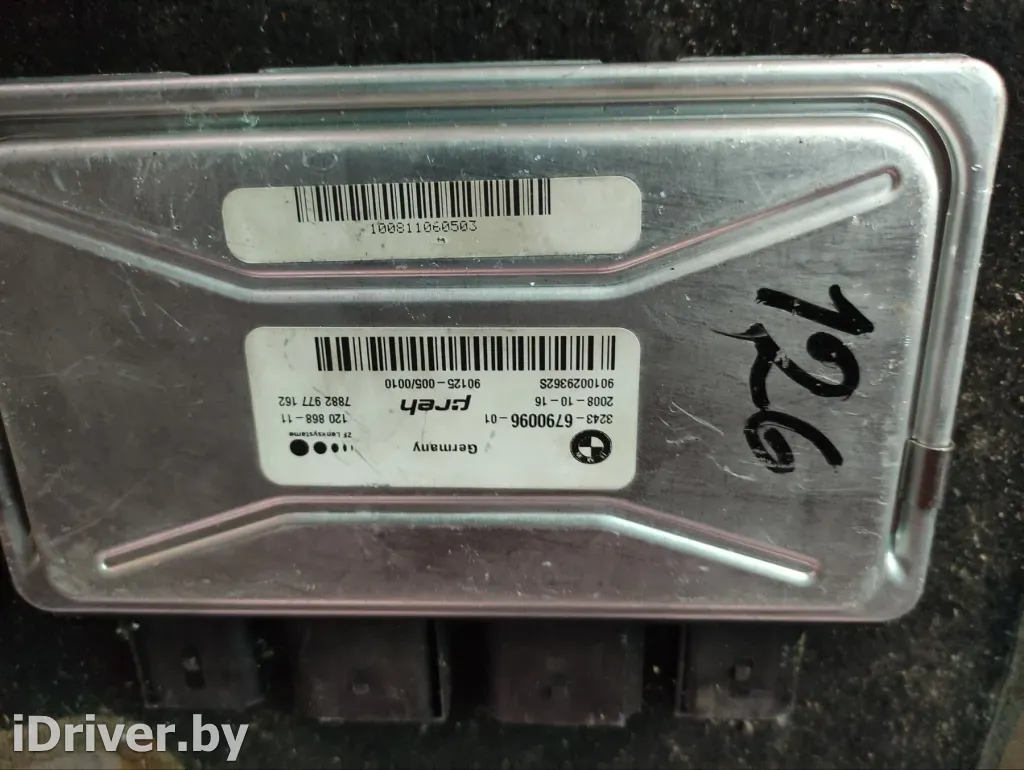 100811060503
BMW
Germany
ZF Lenksysteme
3243-
6790096-01
120 868-11
2008-10-16
preh
7882 977 162
9010029362S
90125-005/0010
126
iDriver.by